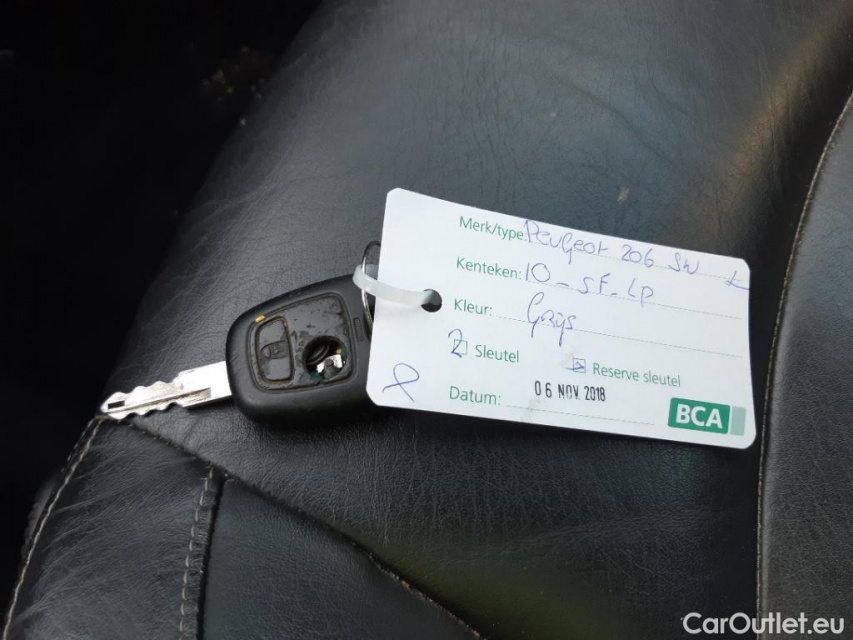 Merk/type: Peugeot 206 SW
Kenteken: 10-SF-LP
Kleur: Grijs
2 Sleutel Reserve sleutel
Datum: 06 NOV. 2018
BCA
CarOutlet.eu